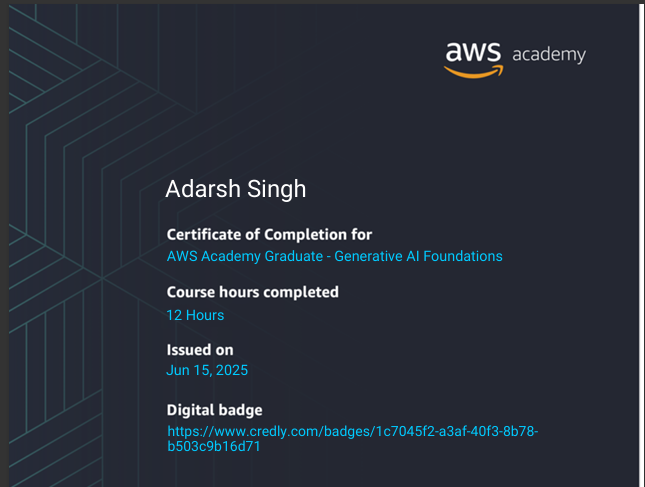 aws academy
Adarsh Singh
Certificate of Completion for
AWS Academy Graduate - Generative AI Foundations
Course hours completed
12 Hours
Issued on
Jun 15, 2025
Digital badge
https://www.credly.com/badges/1c7045f2-a3af-40f3-8b78-
b503c9b16d71